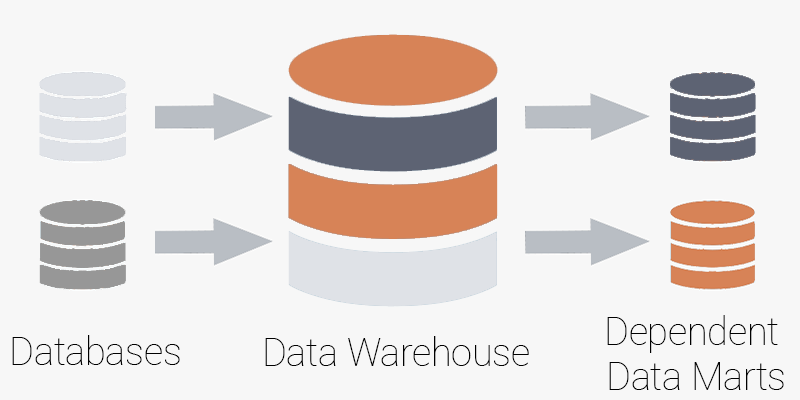 Databases
Data Warehouse
Dependent
Data Marts